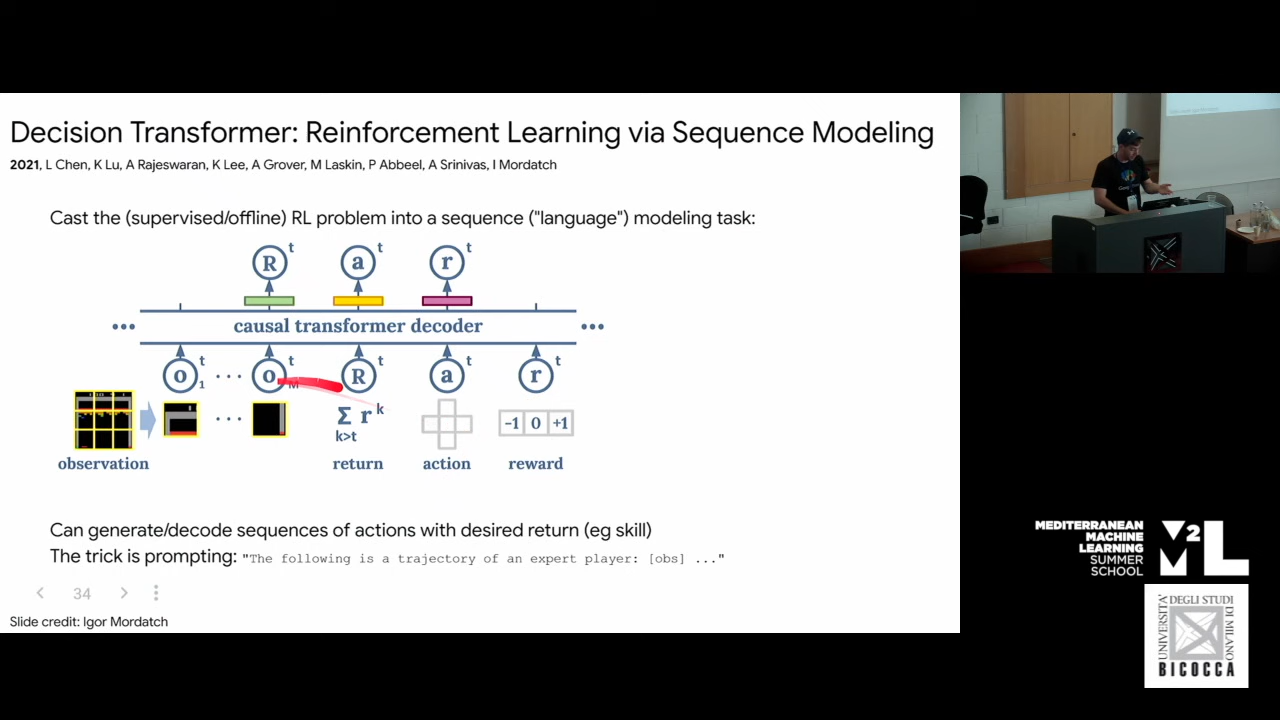 Decision Transformer: Reinforcement Learning via Sequence Modeling
2021, L Chen, K Lu, A Rajeswaran, K Lee, A Grover, M Laskin, P Abbeel, A Srinivas, I Mordatch
Cast the (supervised/offline) RL problem into a sequence ("language") modeling task:
R t a t r t
... causal transformer decoder ...
o t 1 ... o t M R t a t r t
... Σ r k k>t -1 0 +1
observation return action reward
Can generate/decode sequences of actions with desired return (eg skill)
The trick is prompting: "The following is a trajectory of an expert player: [obs] ..."
34
Slide credit: Igor Mordatch
MEDITERRANEAN
MACHINE
LEARNING
SUMMER
SCHOOL
M2L
UNIVERSITA'
DEGLI STUDI
DI MILANO
BICOCCA